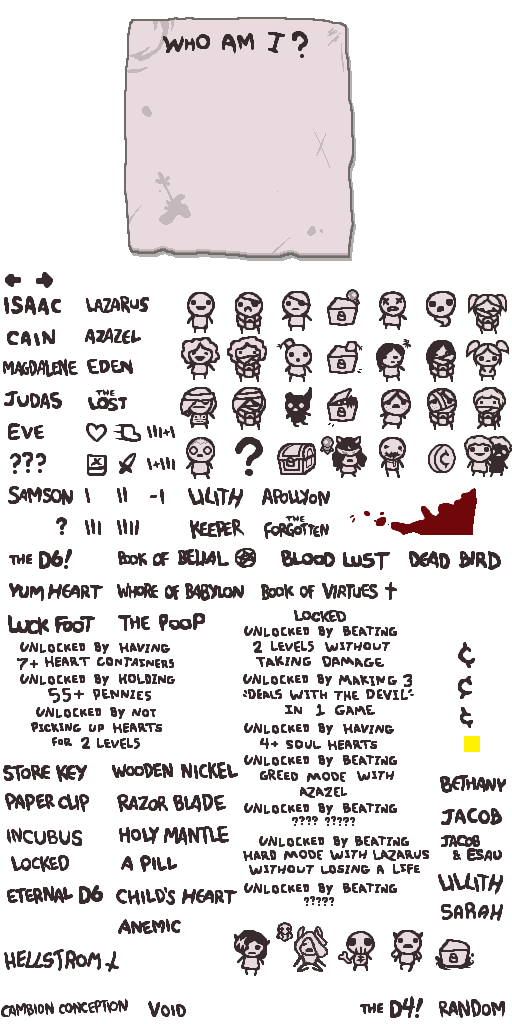 WHO AM I?
ISAAC LAZARUS
CAIN AZAZEL
MAGDALENE EDEN
JUDAS THE LOST
EVE III+I
??? I+III
?
SAMSON I II -I LILITH APOLLYON
? III IIII KEEPER THE FORGOTTEN
THE D6! BOOK OF BELIAL BLOOD LUST DEAD BIRD
YUM HEART WHORE OF BABYLON BOOK OF VIRTUES
LUCK FOOT THE POOP
LOCKED
UNLOCKED BY BEATING
2 LEVELS WITHOUT
TAKING DAMAGE
UNLOCKED BY HAVING
7+ HEART CONTAINERS
UNLOCKED BY HOLDING
55+ PENNIES
UNLOCKED BY NOT
PICKING UP HEARTS
FOR 2 LEVELS
UNLOCKED BY MAKING 3
"DEALS WITH THE DEVIL"
IN 1 GAME
UNLOCKED BY HAVING
4+ SOUL HEARTS
UNLOCKED BY BEATING
GREED MODE WITH
AZAZEL
UNLOCKED BY BEATING
???? ?????
UNLOCKED BY BEATING
HARD MODE WITH LAZARUS
WITHOUT LOSING A LIFE
UNLOCKED BY BEATING
?????
¢
¢
¢
STORE KEY WOODEN NICKEL
PAPER CLIP RAZOR BLADE
INCUBUS HOLY MANTLE
LOCKED A PILL
ETERNAL D6 CHILD'S HEART
ANEMIC
BETHANY
JACOB
JACOB
& ESAU
LILLITH
SARAH
HELLSTROM
CAMBION CONCEPTION VOID THE D4! RANDOM